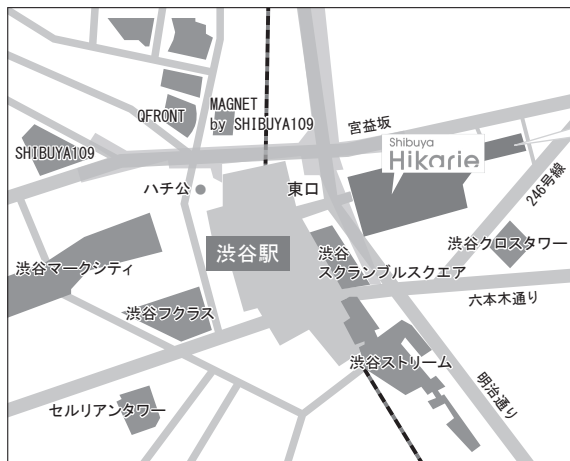 MAGNET
by SHIBUYA109
QFRONT
宮益坂
SHIBUYA109
Shibuya
Hikarie
ハチ公
東口
246号線
渋谷駅
渋谷
スクランブルスクエア
渋谷クロスタワー
渋谷マークシティ
六本木通り
渋谷フクラス
渋谷ストリーム
明治通り
セルリアンタワー